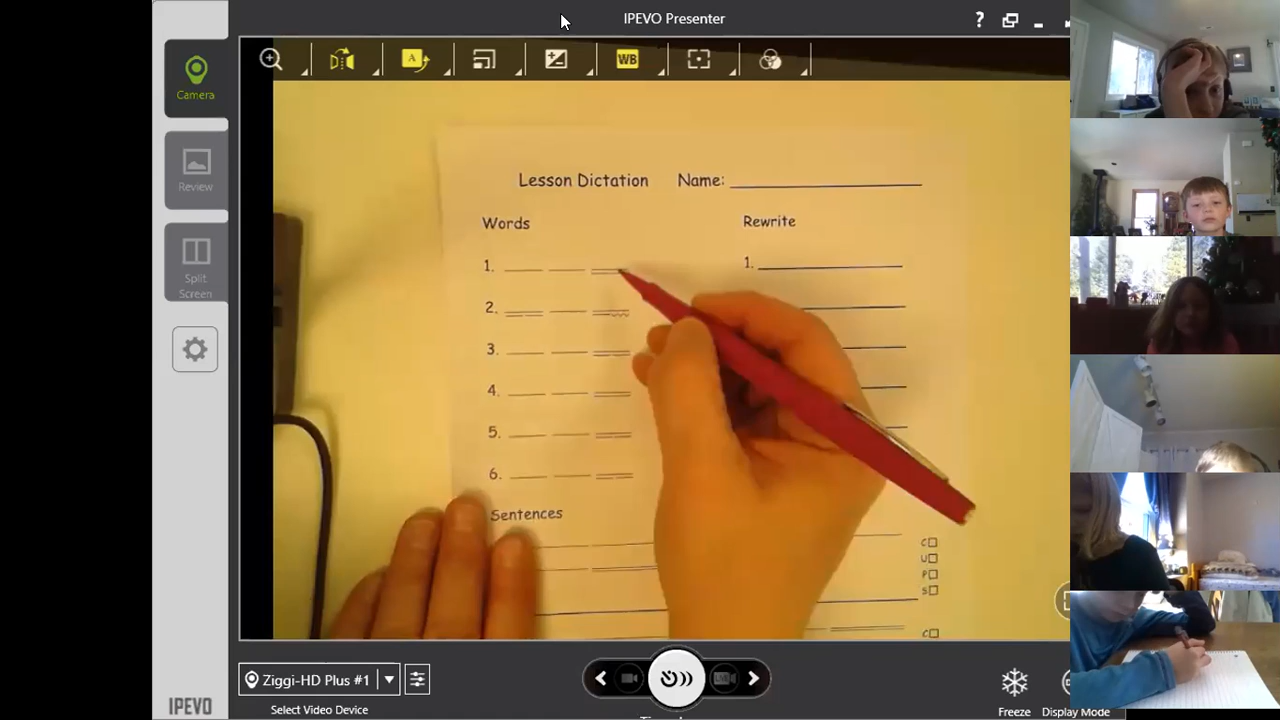 IPEVO Presenter
?
WB
Camera
Review
Split
Screen
Lesson Dictation Name:
Words
Rewrite
1.
1.
2.
3.
4.
5.
6.
Sentences
C
U
P
S
C
Ziggi-HD Plus #1
Select Video Device
IPEVO
Freeze
Display Mode